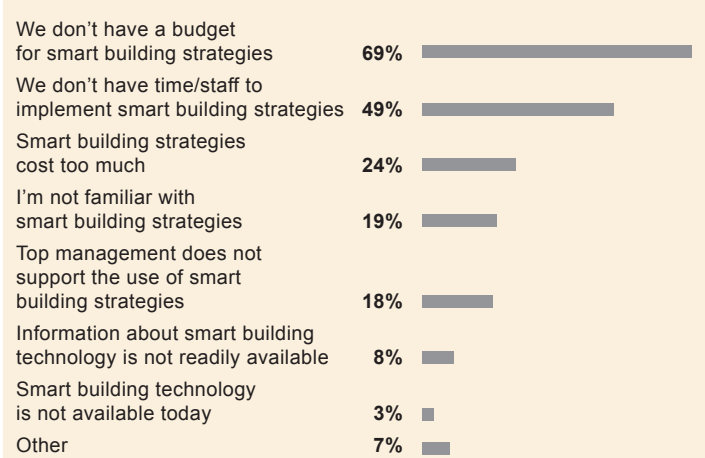 We don't have a budget
for smart building strategies 69%
We don't have time/staff to
implement smart building strategies 49%
Smart building strategies
cost too much 24%
I'm not familiar with
smart building strategies 19%
Top management does not
support the use of smart
building strategies 18%
Information about smart building
technology is not readily available 8%
Smart building technology
is not available today 3%
Other 7%